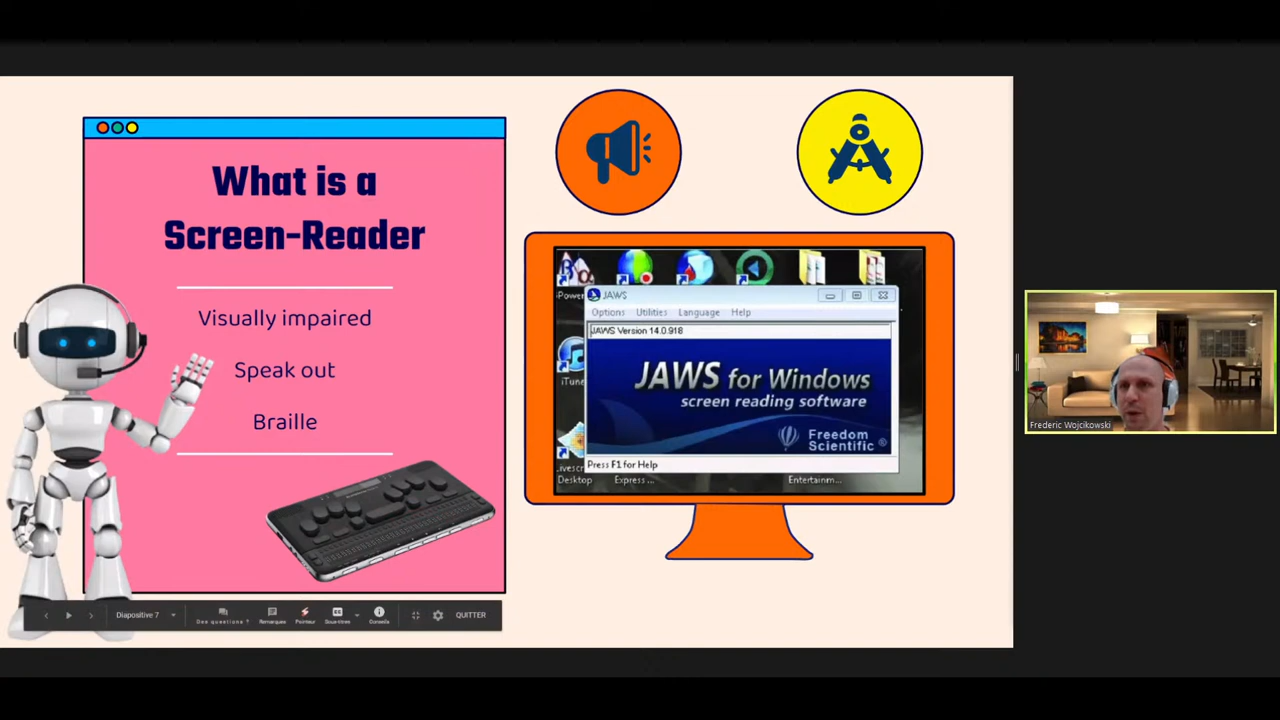 What is a
Screen-Reader
Visually impaired
Speak out
Braille
JAWS
Options Utilities Language Help
JAWS Version 14.0.918
JAWS for Windows
screen reading software
Freedom
Scientific®
Press F1 for Help
iTune
Livescr
Desktop Express ... Entertainm...
Frederic Wojcikowski
Diapositive 7 Des questions ? Remarques Pointeur Sous-titres Conseils QUITTER